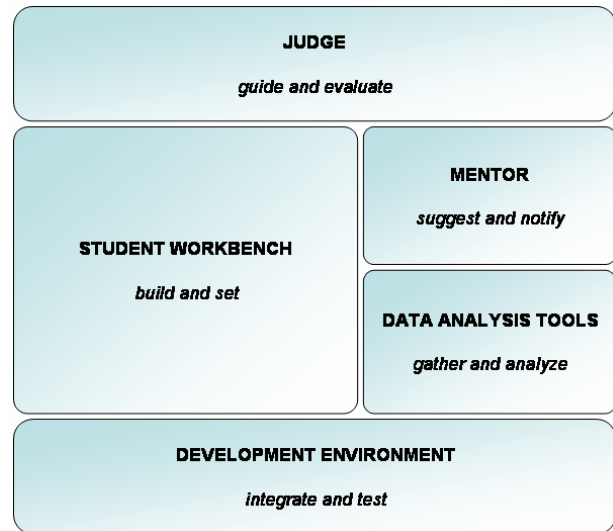 JUDGE
guide and evaluate
STUDENT WORKBENCH
build and set
MENTOR
suggest and notify
DATA ANALYSIS TOOLS
gather and analyze
DEVELOPMENT ENVIRONMENT
integrate and test